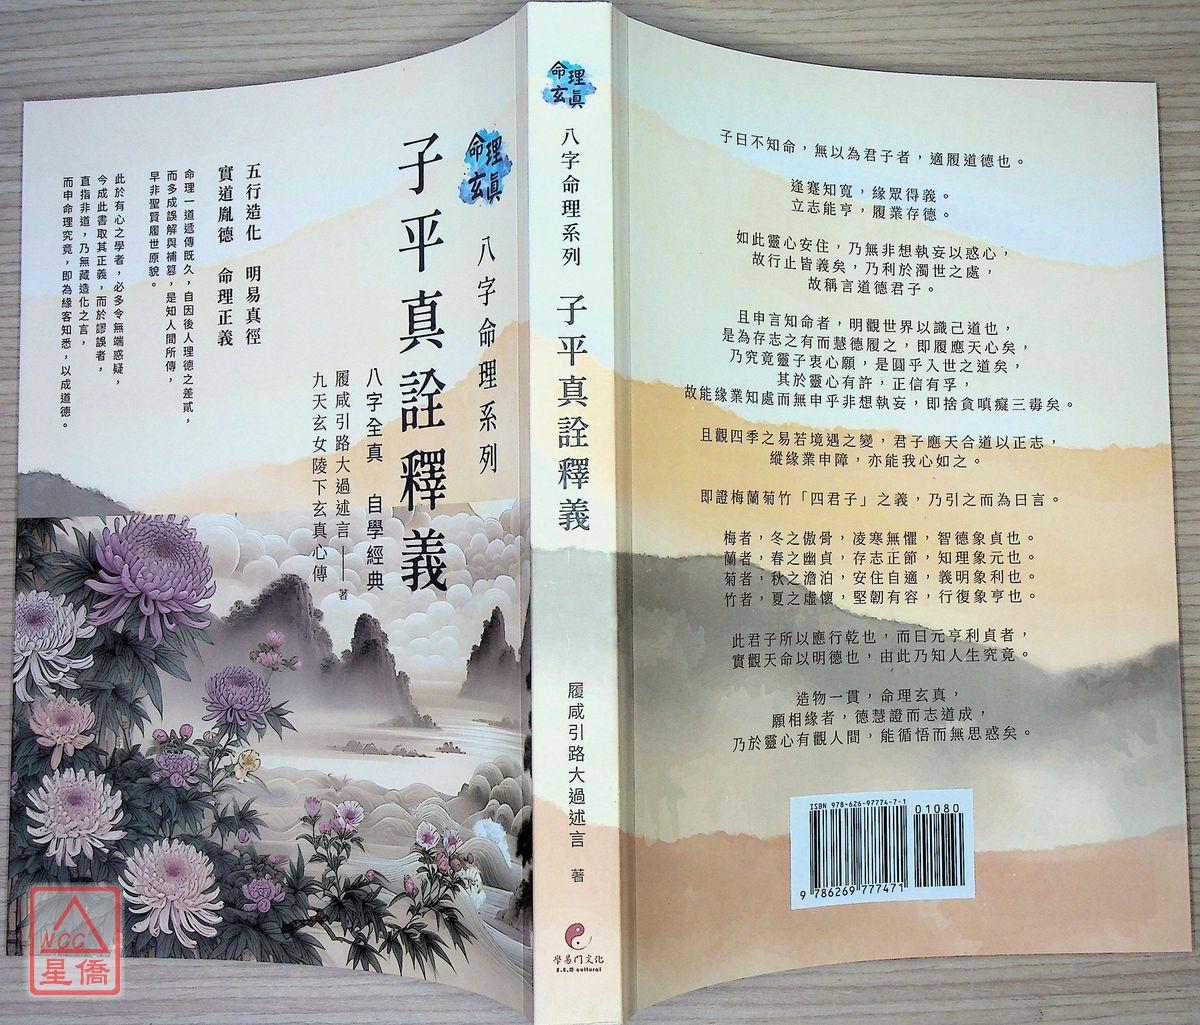 命理
玄真
八字命理系列
子平真詮釋義
八字全真　自學經典
履咸引路大過述言——著
九天玄女陵下玄真心傳
五行造化　明易真徑
實道胤德　命理正義
命理一道遞傳既久，自因後人理德之差貳，
而多成誤解與補篡，是知人間所傳，
早非聖賢履世原貌。
此於有心之學者，必多令無端惑疑，
今成此書取其正義，而於謬誤者，
直指非道，乃無藏造化之言，
而申命理究竟，即為緣客知悉，以成道德。
NCC
星僑
命理
玄真
八字命理系列
子平真詮釋義
履咸引路大過述言　著
學易門文化
S.E.M cultural
子曰不知命，無以為君子者，適履道德也。
逢蹇知寬，緣眾得義。
立志能亨，履業存德。
如此靈心安住，乃無非想執妄以惑心，
故行止皆義矣，乃利於濁世之處，
故稱言道德君子。
且申言知命者，明觀世界以識己道也，
是為存志之有而慧德履之，即履應天心矣，
乃究竟靈子衷心願，是圓乎入世之道矣，
其於靈心有許，正信有孚，
故能緣業知處而無申乎非想執妄，即捨貪嗔癡三毒矣。
且觀四季之易若境遇之變，君子應天合道以正志，
縱緣業申障，亦能我心如之。
即證梅蘭菊竹「四君子」之義，乃引之而為曰言。
梅者，冬之傲骨，凌寒無懼，智德象貞也。
蘭者，春之幽貞，存志正節，知理象元也。
菊者，秋之澹泊，安住自適，義明象利也。
竹者，夏之虛懷，堅韌有容，行復象亨也。
此君子所以應行乾也，而曰元亨利貞者，
實觀天命以明德也，由此乃知人生究竟。
造物一貫，命理玄真，
願相緣者，德慧證而志道成，
乃於靈心有觀人間，能循悟而無思惑矣。
ISBN 978-626-97774-7-1
01080
9 786269 777471